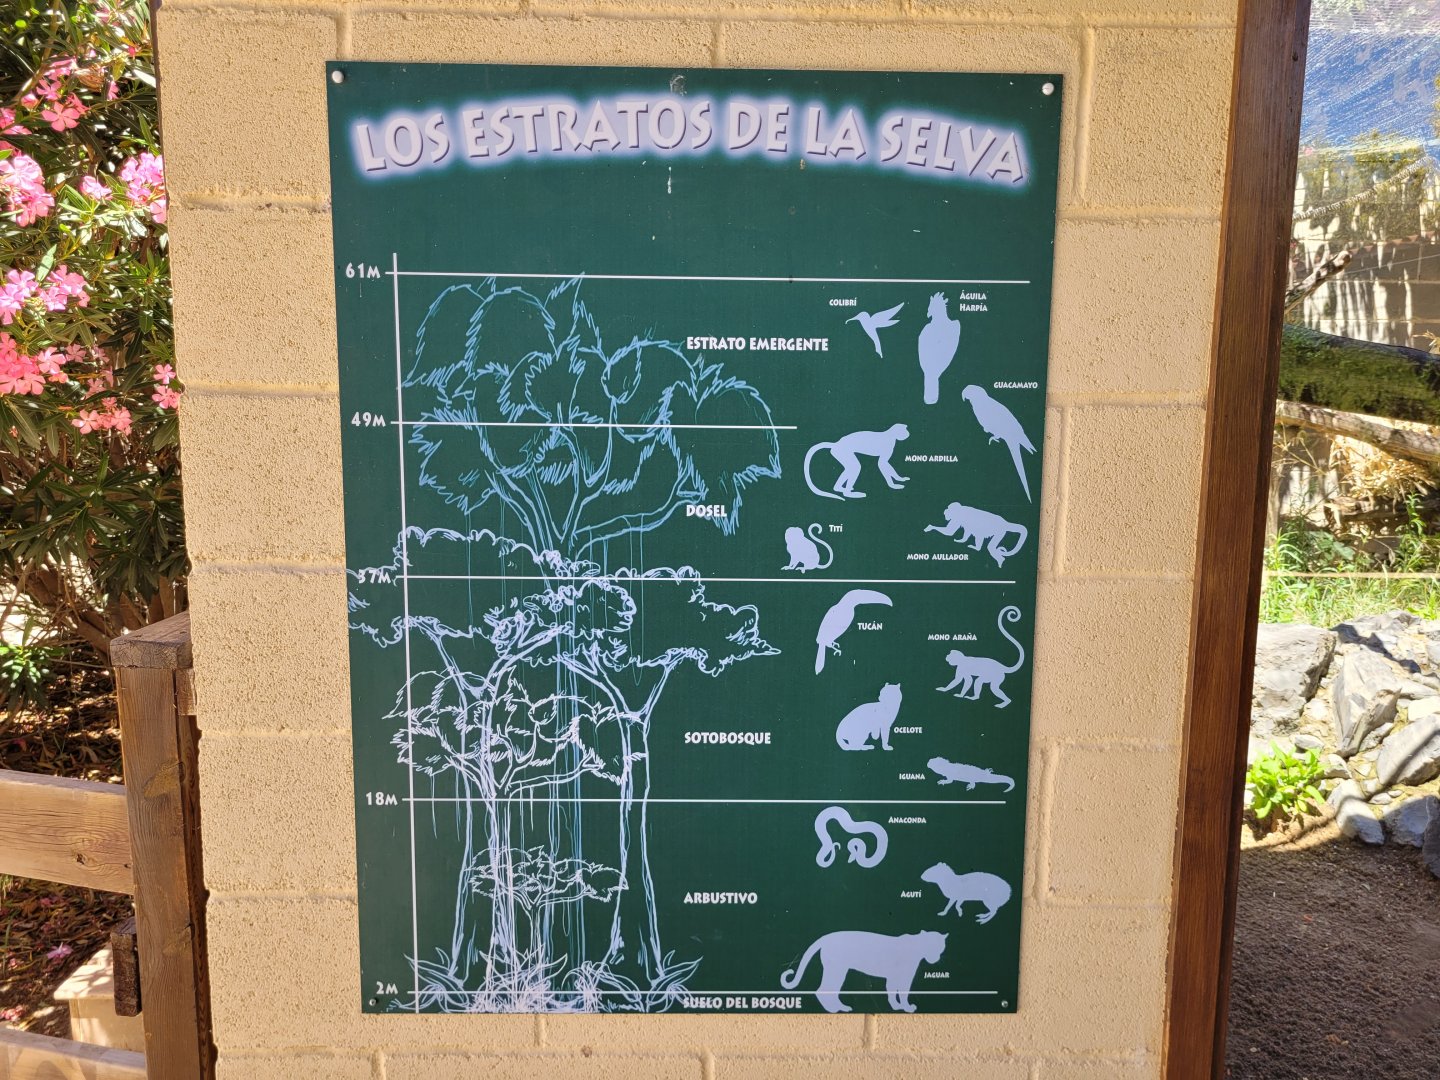 LOS ESTRATOS DE LA SELVA
61M
COLIBRÍ
ÁGUILA
HARPÍA
ESTRATO EMERGENTE
GUACAMAYO
49M
MONO ARDILLA
DOSEL
TITÍ
MONO AULLADOR
37M
TUCÁN
MONO ARAÑA
OCELOTE
SOTOBOSQUE
IGUANA
18M
ANACONDA
AGUTÍ
ARBUSTIVO
JAGUAR
2M
SUELO DEL BOSQUE